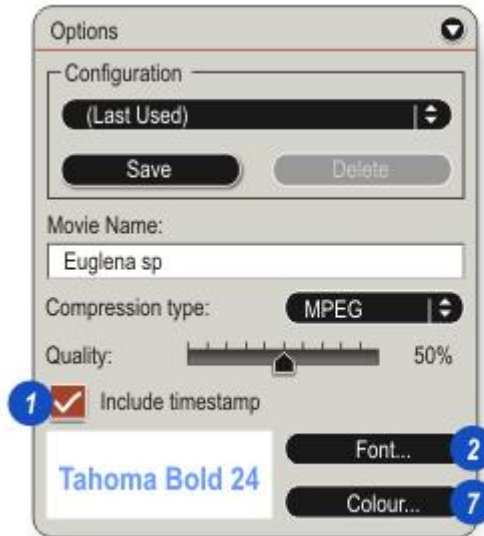 Options
Configuration
(Last Used)
Save
Delete
Movie Name:
Euglena sp
Compression type:
MPEG
Quality:
50%
1
Include timestamp
Tahoma Bold 24
Font...
2
Colour...
7